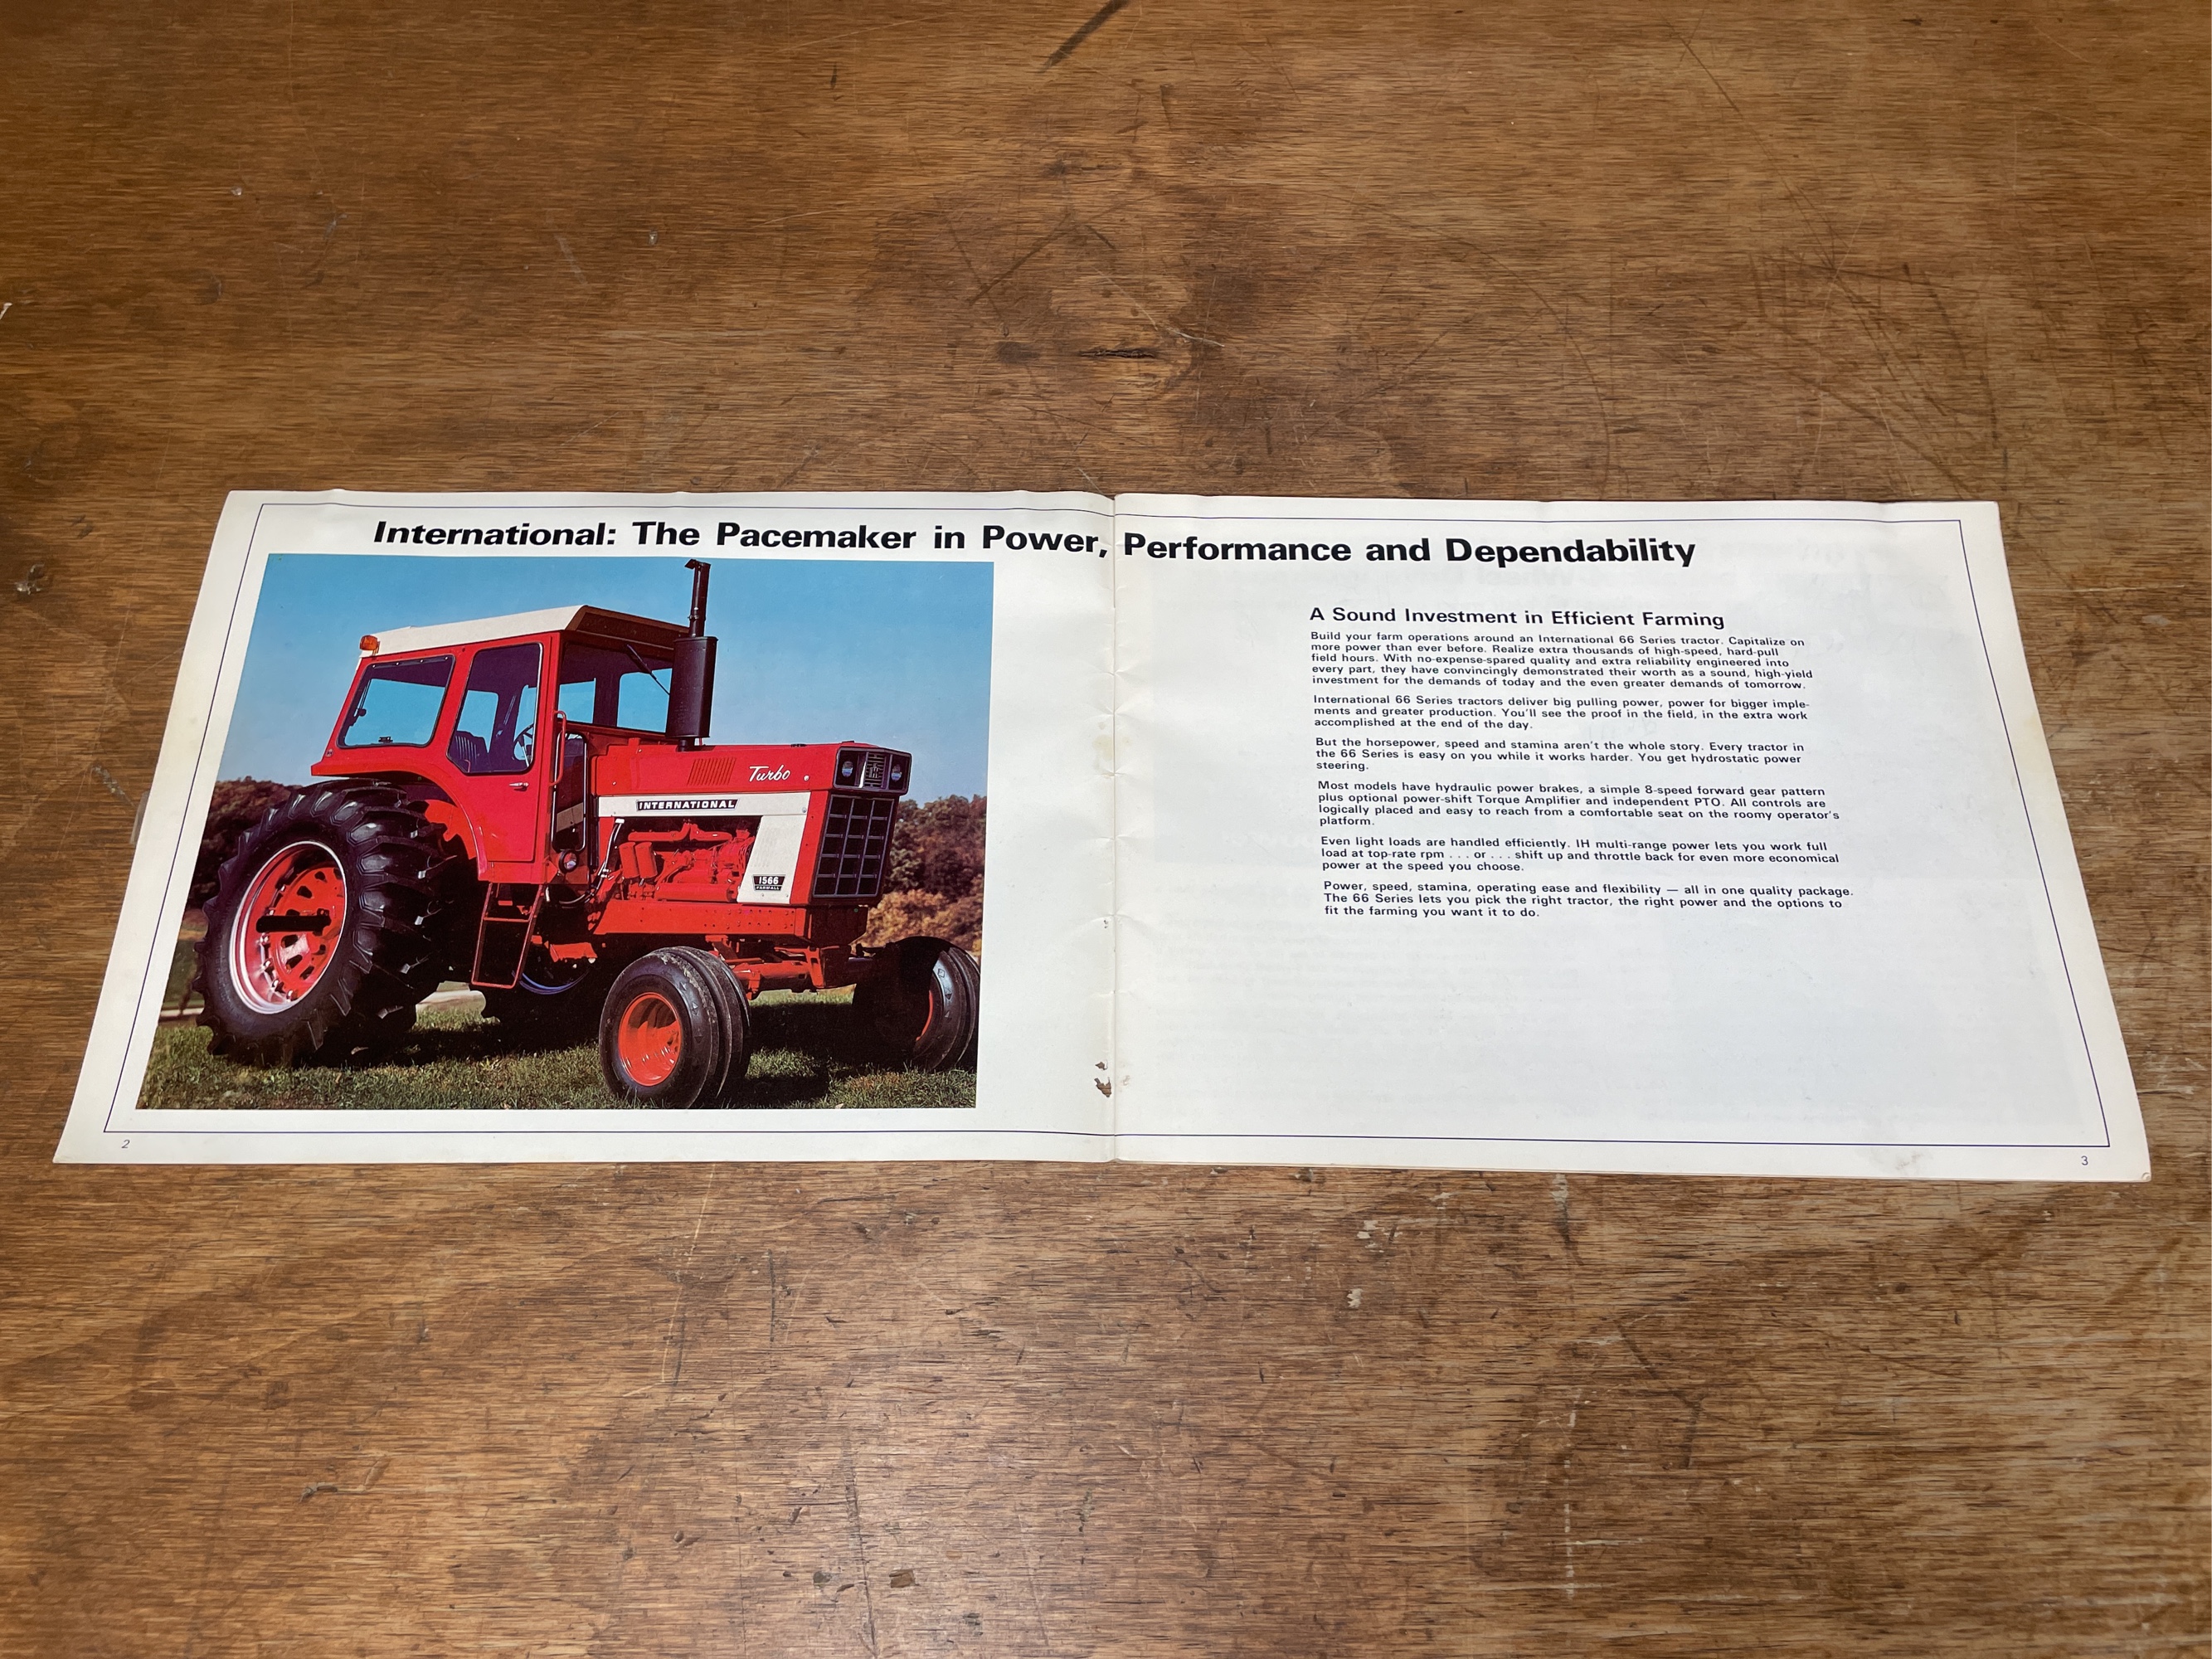 International: The Pacemaker in Power, Performance and Dependability
Turbo
INTERNATIONAL
1566
FARMALL
2
A Sound Investment in Efficient Farming
Build your farm operations around an International 66 Series tractor. Capitalize on
more power than ever before. Realize extra thousands of high-speed, hard-pull
field hours. With no-expense-spared quality and extra reliability engineered into
every part, they have convincingly demonstrated their worth as a sound, high-yield
investment for the demands of today and the even greater demands of tomorrow.
International 66 Series tractors deliver big pulling power, power for bigger imple-
ments and greater production. You'll see the proof in the field, in the extra work
accomplished at the end of the day.
But the horsepower, speed and stamina aren't the whole story. Every tractor in
the 66 Series is easy on you while it works harder. You get hydrostatic power
steering.
Most models have hydraulic power brakes, a simple 8-speed forward gear pattern
plus optional power-shift Torque Amplifier and independent PTO. All controls are
logically placed and easy to reach from a comfortable seat on the roomy operator's
platform.
Even light loads are handled efficiently. IH multi-range power lets you work full
load at top-rate rpm . . . or . . . shift up and throttle back for even more economical
power at the speed you choose.
Power, speed, stamina, operating ease and flexibility — all in one quality package.
The 66 Series lets you pick the right tractor, the right power and the options to
fit the farming you want it to do.
3